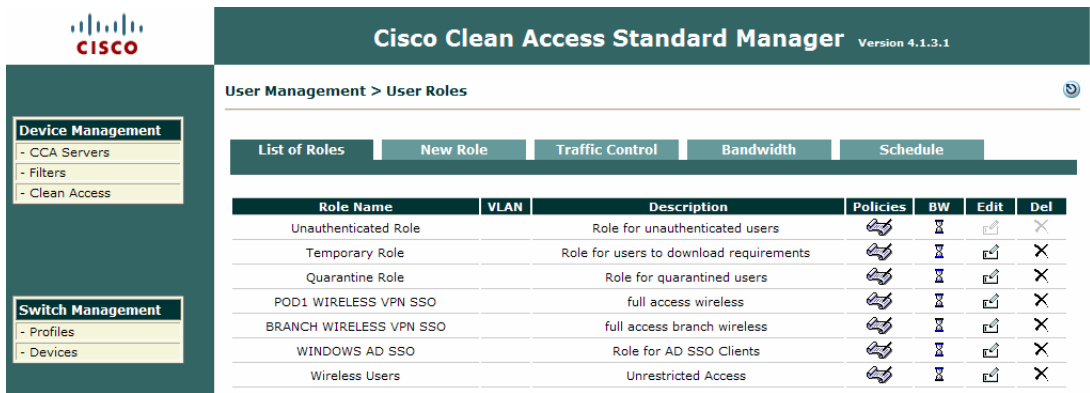 CISCO
Cisco Clean Access Standard Manager Version 4.1.3.1
User Management > User Roles
Device Management
- CCA Servers
- Filters
- Clean Access
Switch Management
- Profiles
- Devices
List of Roles New Role Traffic Control Bandwidth Schedule
Role Name VLAN Description Policies BW Edit Del
Unauthenticated Role Role for unauthenticated users
Temporary Role Role for users to download requirements
Quarantine Role Role for quarantined users
POD1 WIRELESS VPN SSO full access wireless
BRANCH WIRELESS VPN SSO full access branch wireless
WINDOWS AD SSO Role for AD SSO Clients
Wireless Users Unrestricted Access